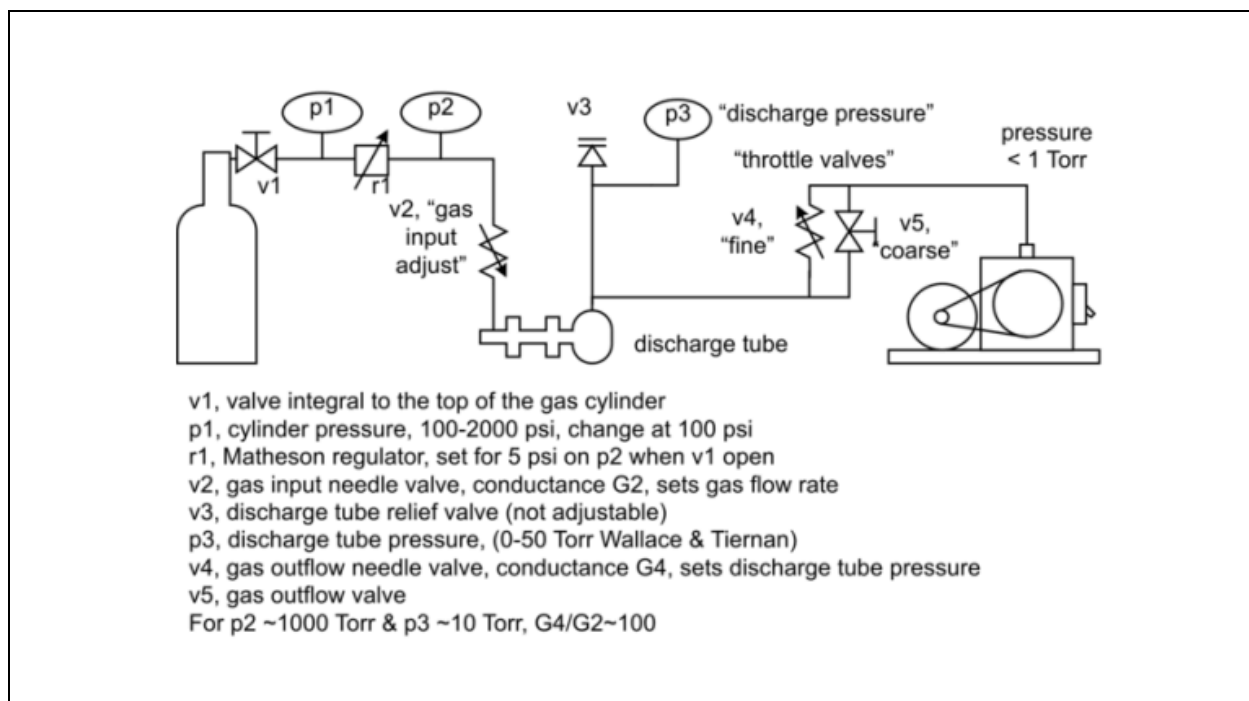 p1
p2
v3
p3
"discharge pressure"
pressure
< 1 Torr
"throttle valves"
v1
r1
v2, "gas
input
adjust"
v4,
"fine"
v5,
coarse"
discharge tube
v1, valve integral to the top of the gas cylinder
p1, cylinder pressure, 100-2000 psi, change at 100 psi
r1, Matheson regulator, set for 5 psi on p2 when v1 open
v2, gas input needle valve, conductance G2, sets gas flow rate
v3, discharge tube relief valve (not adjustable)
p3, discharge tube pressure, (0-50 Torr Wallace & Tiernan)
v4, gas outflow needle valve, conductance G4, sets discharge tube pressure
v5, gas outflow valve
For p2 ~1000 Torr & p3 ~10 Torr, G4/G2~100